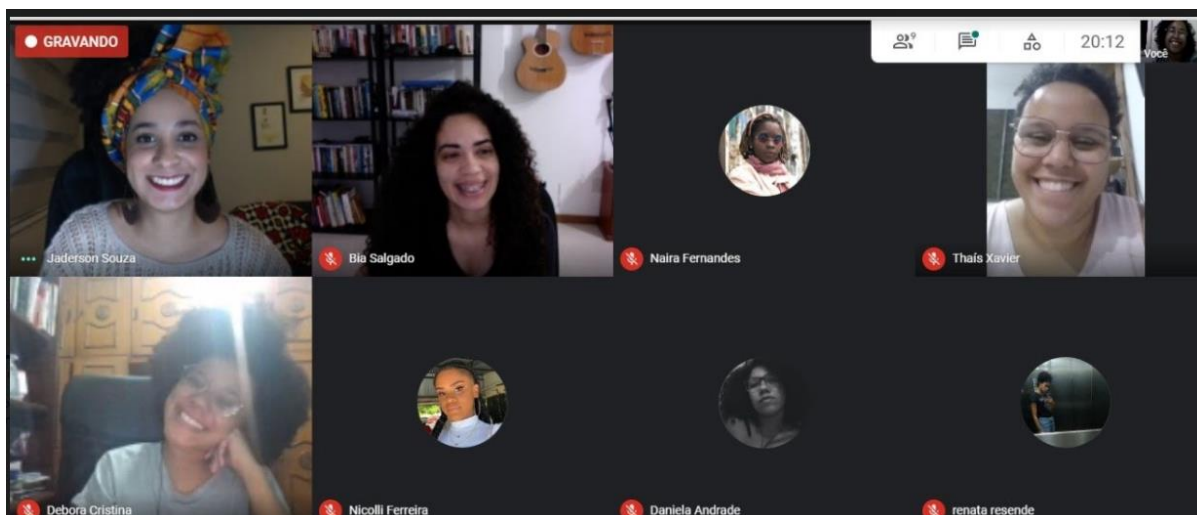 GRAVANDO
9
20:12
Você
Jaderson Souza
Bia Salgado
Naira Fernandes
Thaís Xavier
Debora Cristina
Nicolli Ferreira
Daniela Andrade
renata resende